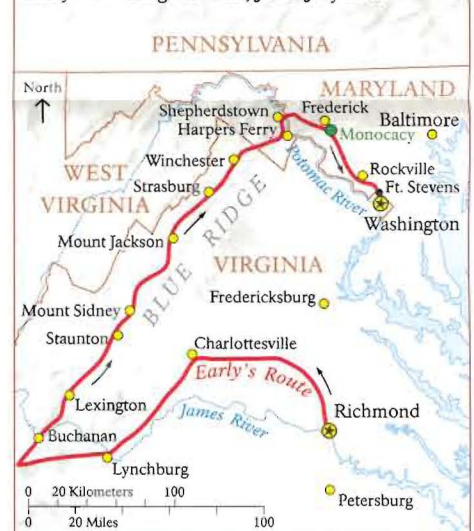 PENNSYLVANIA
North
MARYLAND
Shepherdstown
Frederick
Baltimore
Harpers Ferry
Monocacy
Winchester
Potomac River
Rockville
WEST
VIRGINIA
Strasburg
Ft. Stevens
Washington
BLUE RIDGE
Mount Jackson
VIRGINIA
Fredericksburg
Mount Sidney
Staunton
Charlottesville
Early's Route
Lexington
James River
Richmond
Buchanan
Lynchburg
0 20 Kilometers 100
0 20 Miles 100
Petersburg